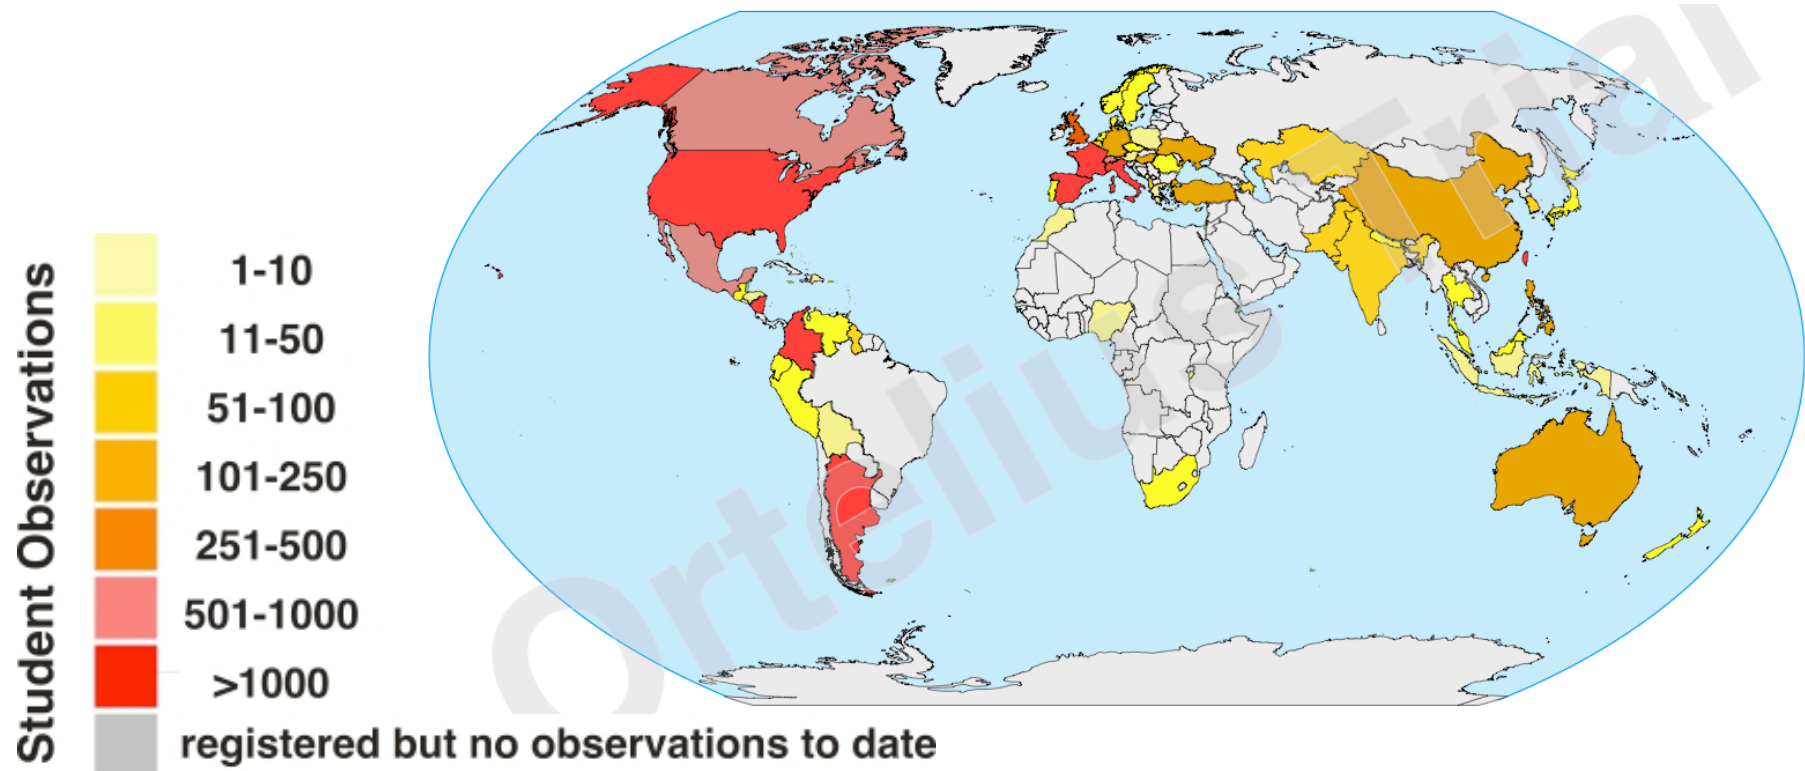 Student Observations
1-10
11-50
51-100
101-250
251-500
501-1000
>1000
registered but no observations to date
Ortelius Trial